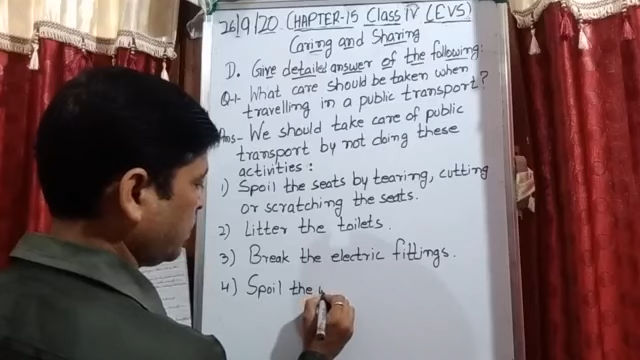 26/9/20. CHAPTER-15 Class IV (EVS)
Caring and Sharing
D. Give detailed answer of the following:
Q-1. What care should be taken when
travelling in a public transport?
Ans- We should take care of public
transport by not doing these
activities:
1) Spoil the seats by tearing, cutting
or scratching the seats.
2) Litter the toilets.
3) Break the electric fittings.
4) Spoil the